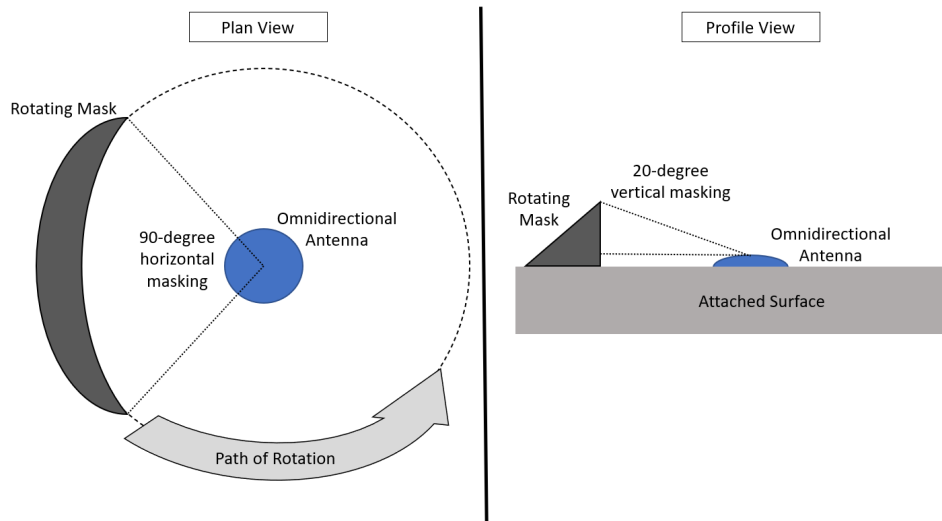 Plan View
Rotating Mask
90-degree
horizontal
masking
Omnidirectional
Antenna
Path of Rotation
Profile View
20-degree
vertical masking
Rotating
Mask
Omnidirectional
Antenna
Attached Surface